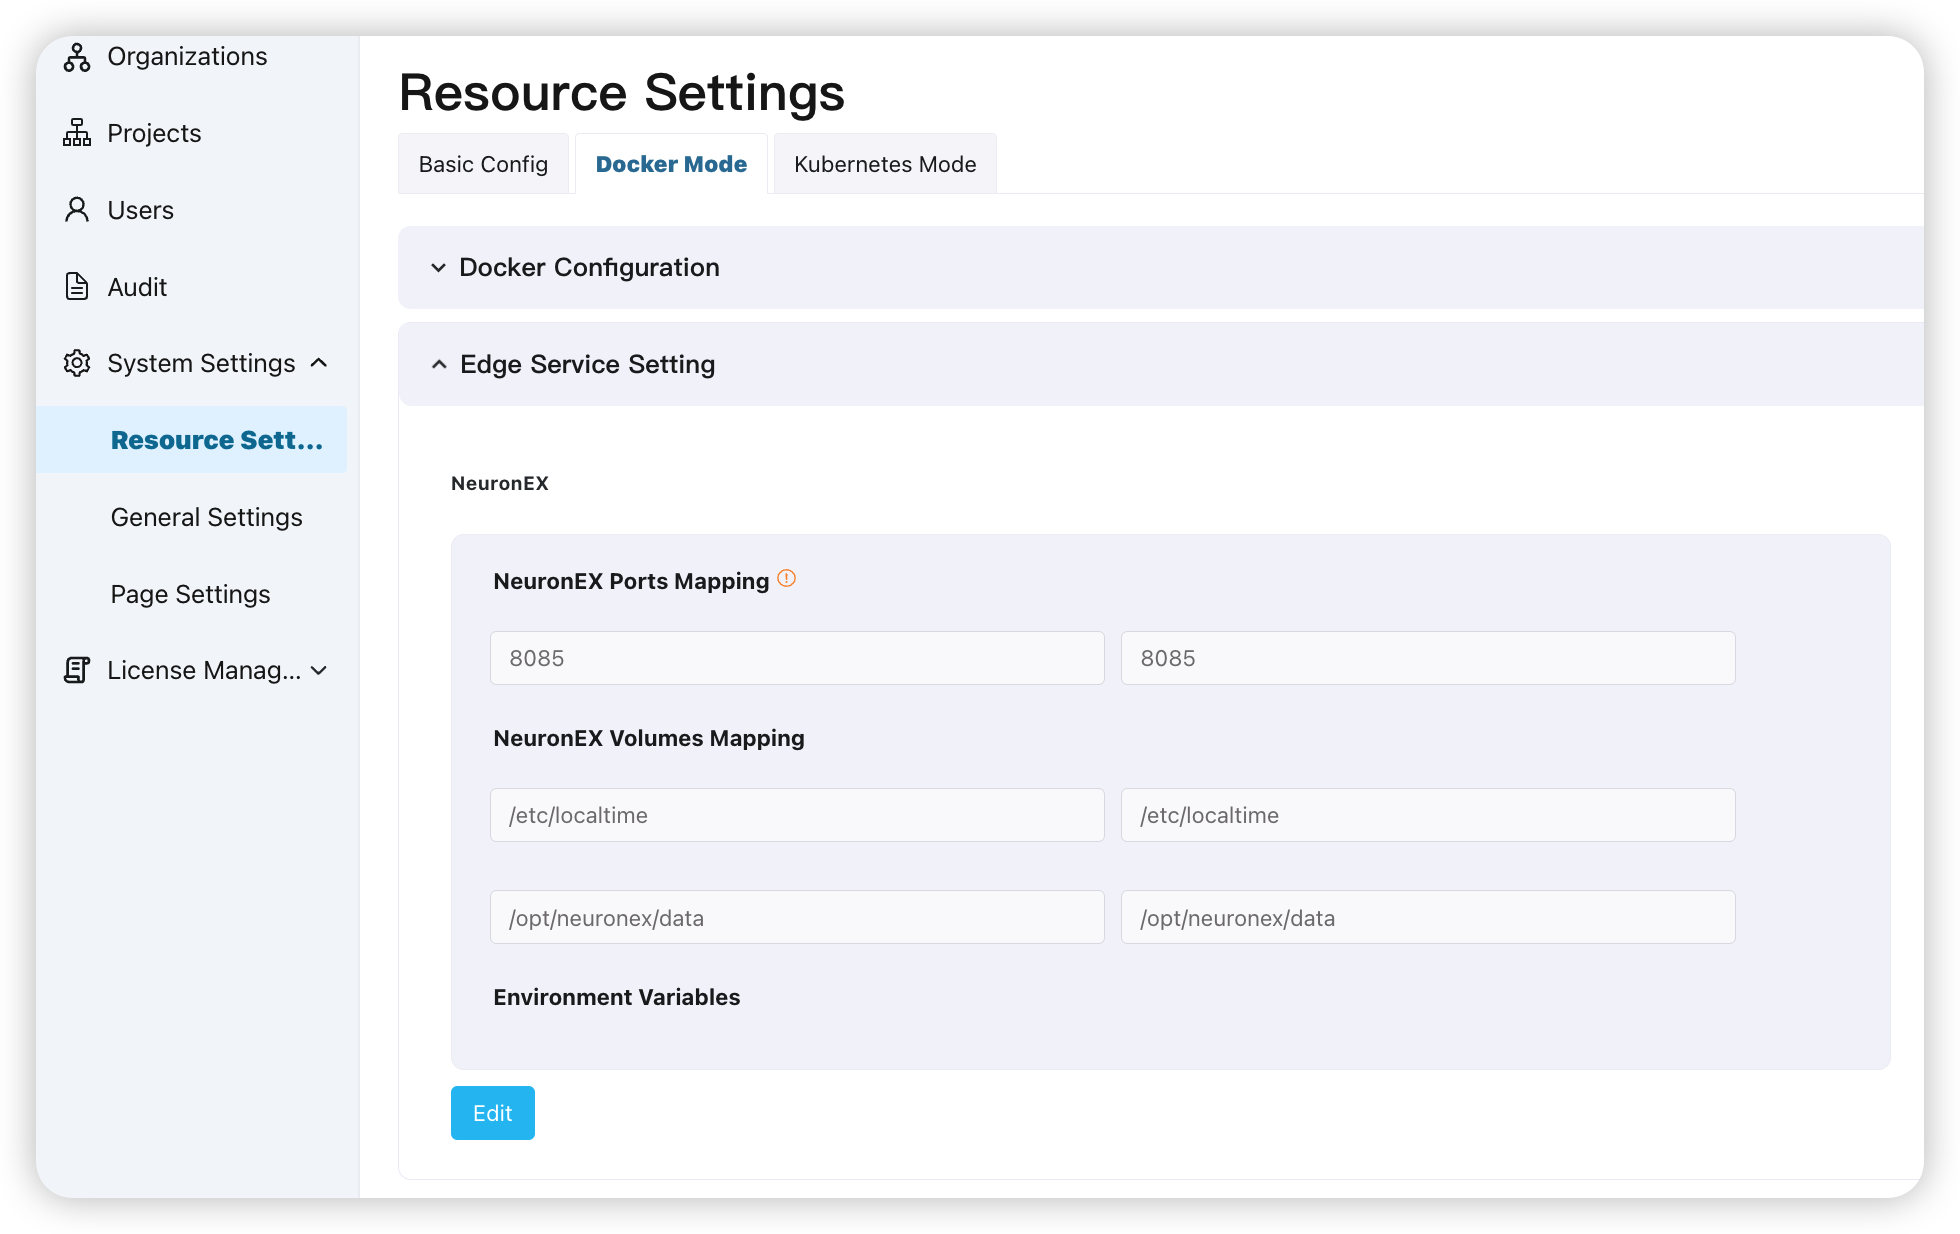 Organizations
Projects
Users
Audit
System Settings
Resource Sett...
General Settings
Page Settings
License Manag...
Resource Settings
Basic Config
Docker Mode
Kubernetes Mode
Docker Configuration
Edge Service Setting
NeuronEX
NeuronEX Ports Mapping
8085 8085
NeuronEX Volumes Mapping
/etc/localtime /etc/localtime
/opt/neuronex/data /opt/neuronex/data
Environment Variables
Edit